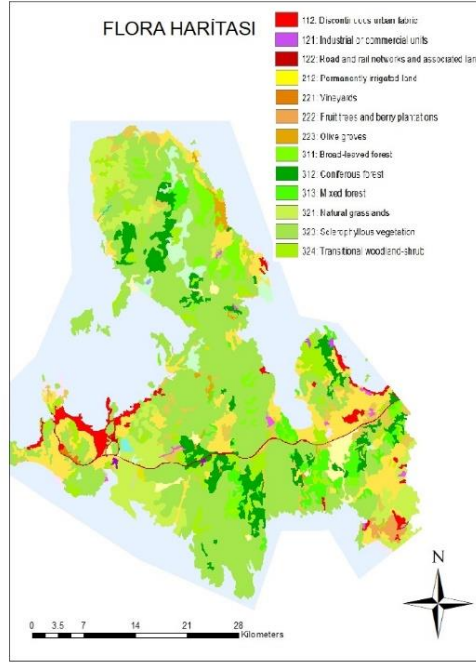 FLORA HARİTASI
112: Discontinuous urban fabric
121: Industrial or commercial units
122: Road and rail networks and associated lan
212: Permanently irrigated land
221: Vineyards
222: Fruit trees and berry plantations
223: Olive groves
311: Broad-leaved forest
312: Coniferous forest
313: Mixed forest
321: Natural grasslands
323: Sclerophyllous vegetation
324: Transitional woodland-shrub
N
0 3.5 7 14 21 28
Kilometers